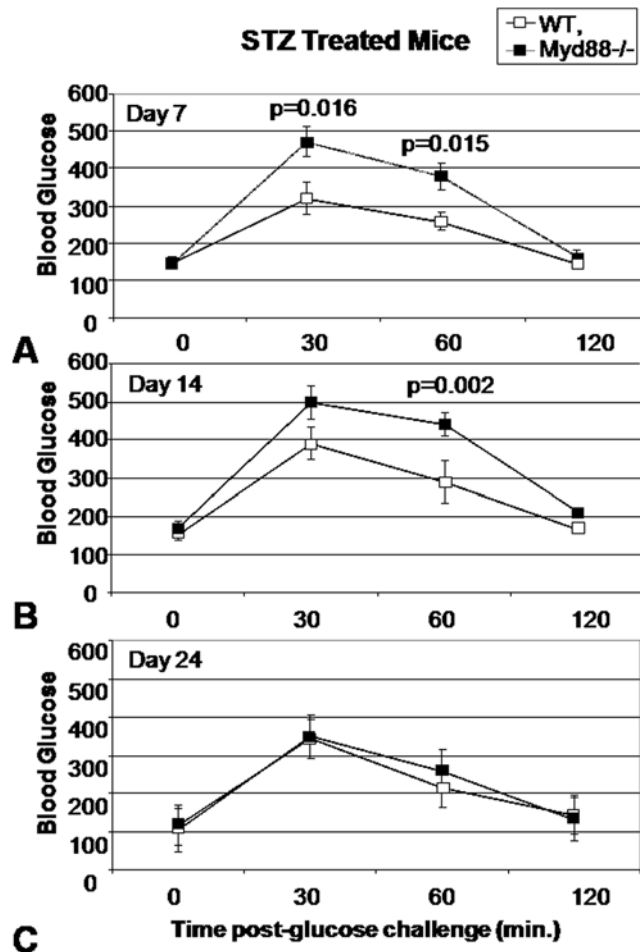 STZ Treated Mice
WT,
Myd88-/-
600
500
400
300
200
100
0
Blood Glucose
Day 7
p=0.016
p=0.015
0 30 60 120
A
600
500
400
300
200
100
0
Blood Glucose
Day 14
p=0.002
0 30 60 120
B
600
500
400
300
200
100
0
Blood Glucose
Day 24
0 30 60 120
Time post-glucose challenge (min.)
C